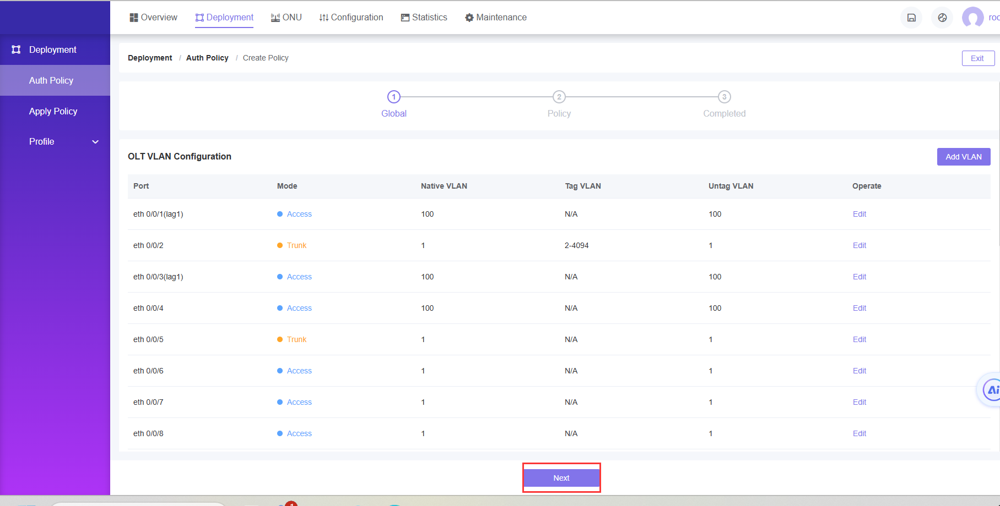 Overview Deployment ONU Configuration Statistics Maintenance
Deployment
Auth Policy
Apply Policy
Profile
Deployment / Auth Policy / Create Policy
Exit
1 2 3
Global Policy Completed
OLT VLAN Configuration
Add VLAN
Port Mode Native VLAN Tag VLAN Untag VLAN Operate
eth 0/0/1(lag1) Access 100 N/A 100 Edit
eth 0/0/2 Trunk 1 2-4094 1 Edit
eth 0/0/3(lag1) Access 100 N/A 100 Edit
eth 0/0/4 Access 100 N/A 100 Edit
eth 0/0/5 Trunk 1 N/A 1 Edit
eth 0/0/6 Access 1 N/A 1 Edit
eth 0/0/7 Access 1 N/A 1 Edit
eth 0/0/8 Access 1 N/A 1 Edit
Ai
Next
1